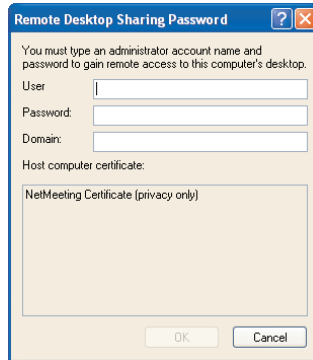 Remote Desktop Sharing Password
You must type an administrator account name and
password to gain remote access to this computer's desktop.
User
Password:
Domain:
Host computer certificate:
NetMeeting Certificate (privacy only)
OK
Cancel